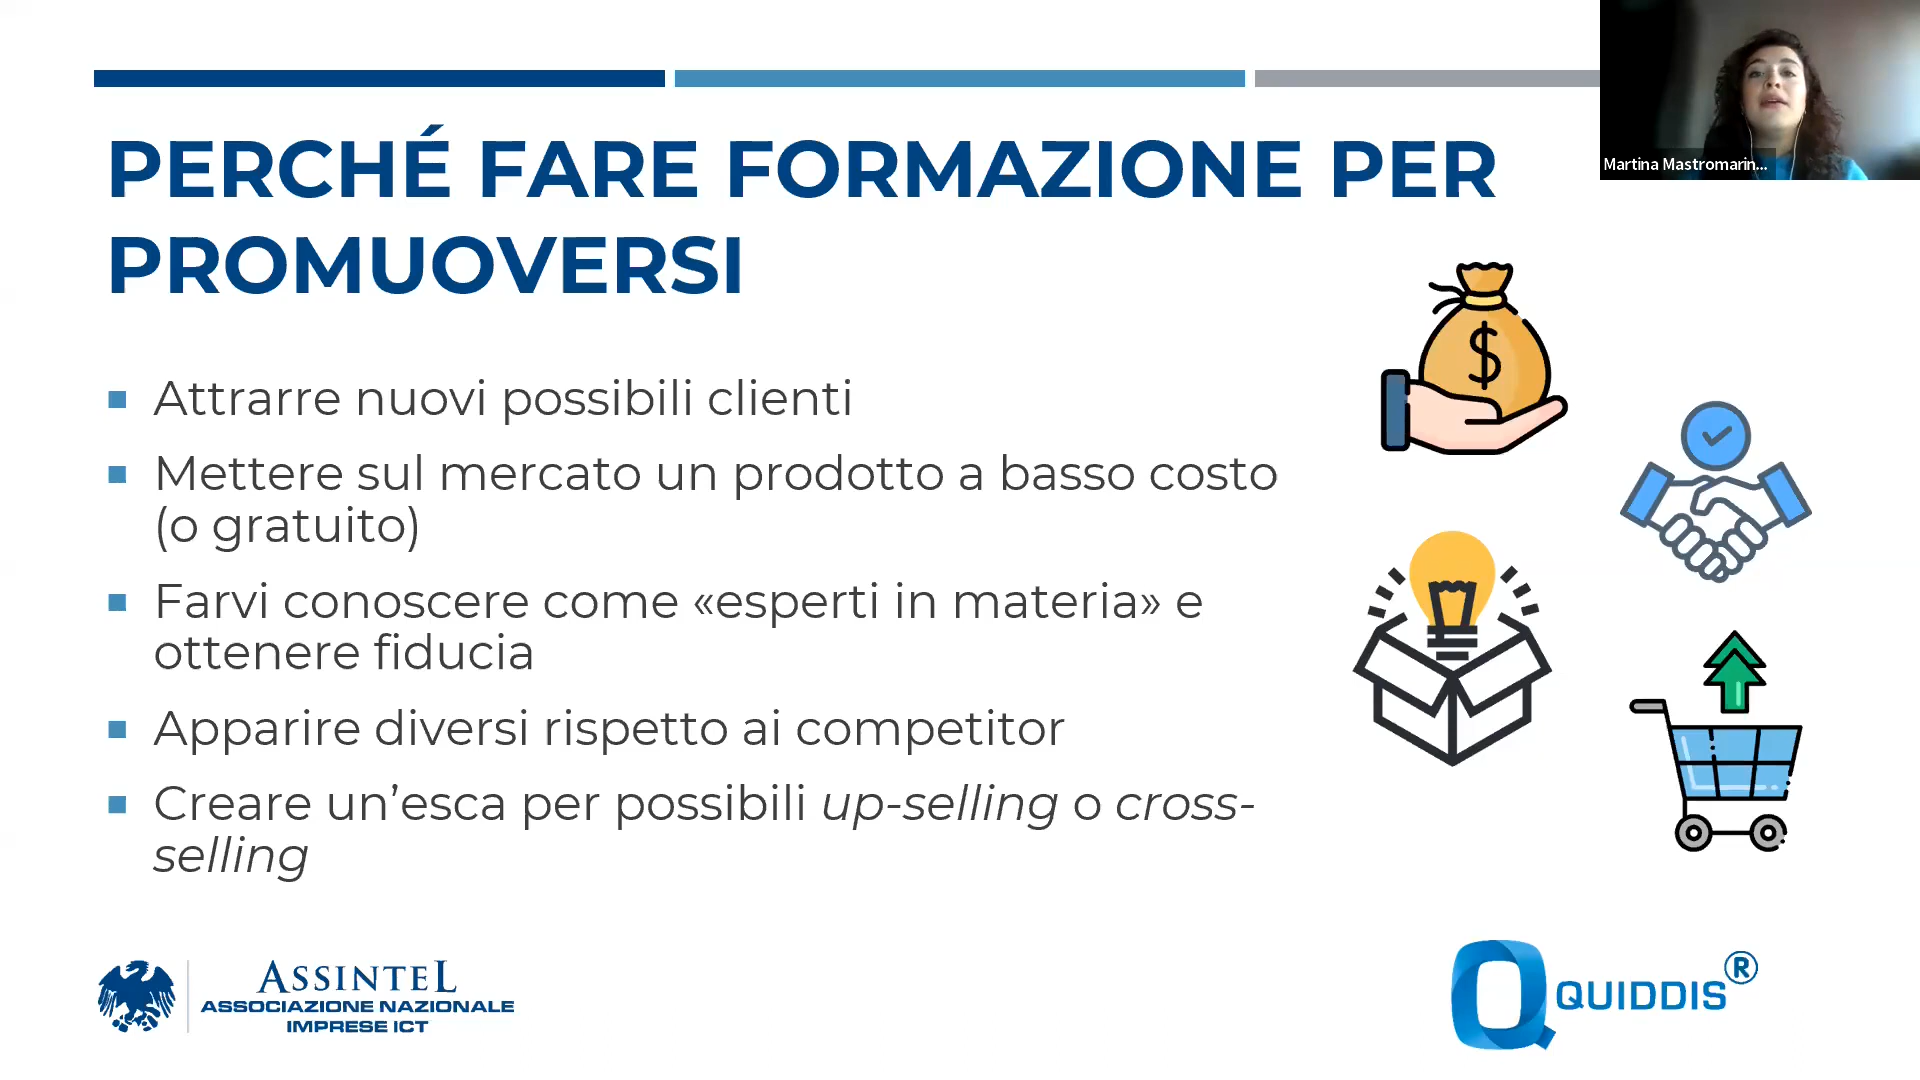 PERCHÉ FARE FORMAZIONE PER
PROMUOVERSI
Martina Mastromarin...
Attrarre nuovi possibili clienti
Mettere sul mercato un prodotto a basso costo
(o gratuito)
Farvi conoscere come «esperti in materia» e
ottenere fiducia
Apparire diversi rispetto ai competitor
Creare un’esca per possibili up-selling o cross-
selling
$
ASSINTEL
ASSOCIAZIONE NAZIONALE
IMPRESE ICT
QUIDDIS®